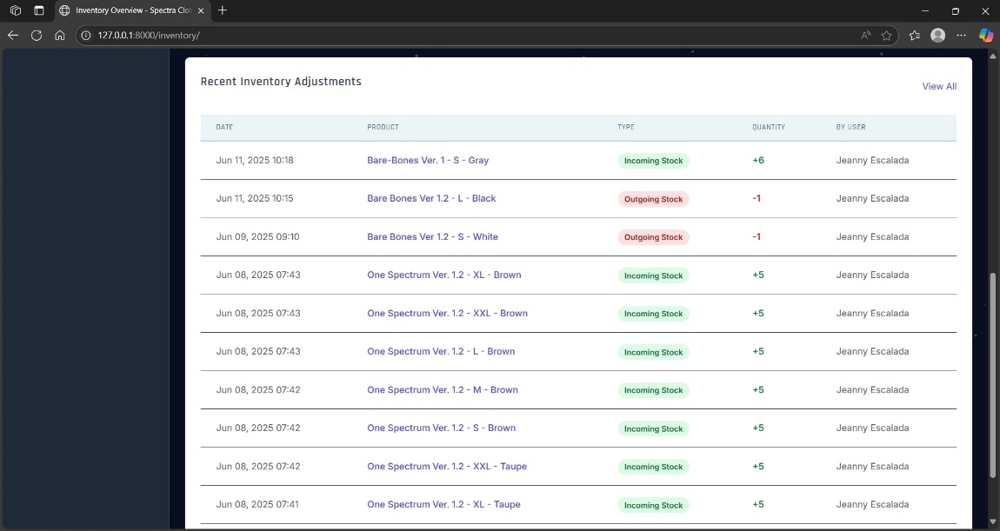 Inventory Overview - Spectra Clot
127.0.0.1:8000/inventory/
Recent Inventory Adjustments
View All
DATE PRODUCT TYPE QUANTITY BY USER
Jun 11, 2025 10:18 Bare-Bones Ver. 1 - S - Gray Incoming Stock +6 Jeanny Escalada
Jun 11, 2025 10:15 Bare Bones Ver 1.2 - L - Black Outgoing Stock -1 Jeanny Escalada
Jun 09, 2025 09:10 Bare Bones Ver 1.2 - S - White Outgoing Stock -1 Jeanny Escalada
Jun 08, 2025 07:43 One Spectrum Ver. 1.2 - XL - Brown Incoming Stock +5 Jeanny Escalada
Jun 08, 2025 07:43 One Spectrum Ver. 1.2 - XXL - Brown Incoming Stock +5 Jeanny Escalada
Jun 08, 2025 07:43 One Spectrum Ver. 1.2 - L - Brown Incoming Stock +5 Jeanny Escalada
Jun 08, 2025 07:42 One Spectrum Ver. 1.2 - M - Brown Incoming Stock +5 Jeanny Escalada
Jun 08, 2025 07:42 One Spectrum Ver. 1.2 - S - Brown Incoming Stock +5 Jeanny Escalada
Jun 08, 2025 07:42 One Spectrum Ver. 1.2 - XXL - Taupe Incoming Stock +5 Jeanny Escalada
Jun 08, 2025 07:41 One Spectrum Ver. 1.2 - XL - Taupe Incoming Stock +5 Jeanny Escalada